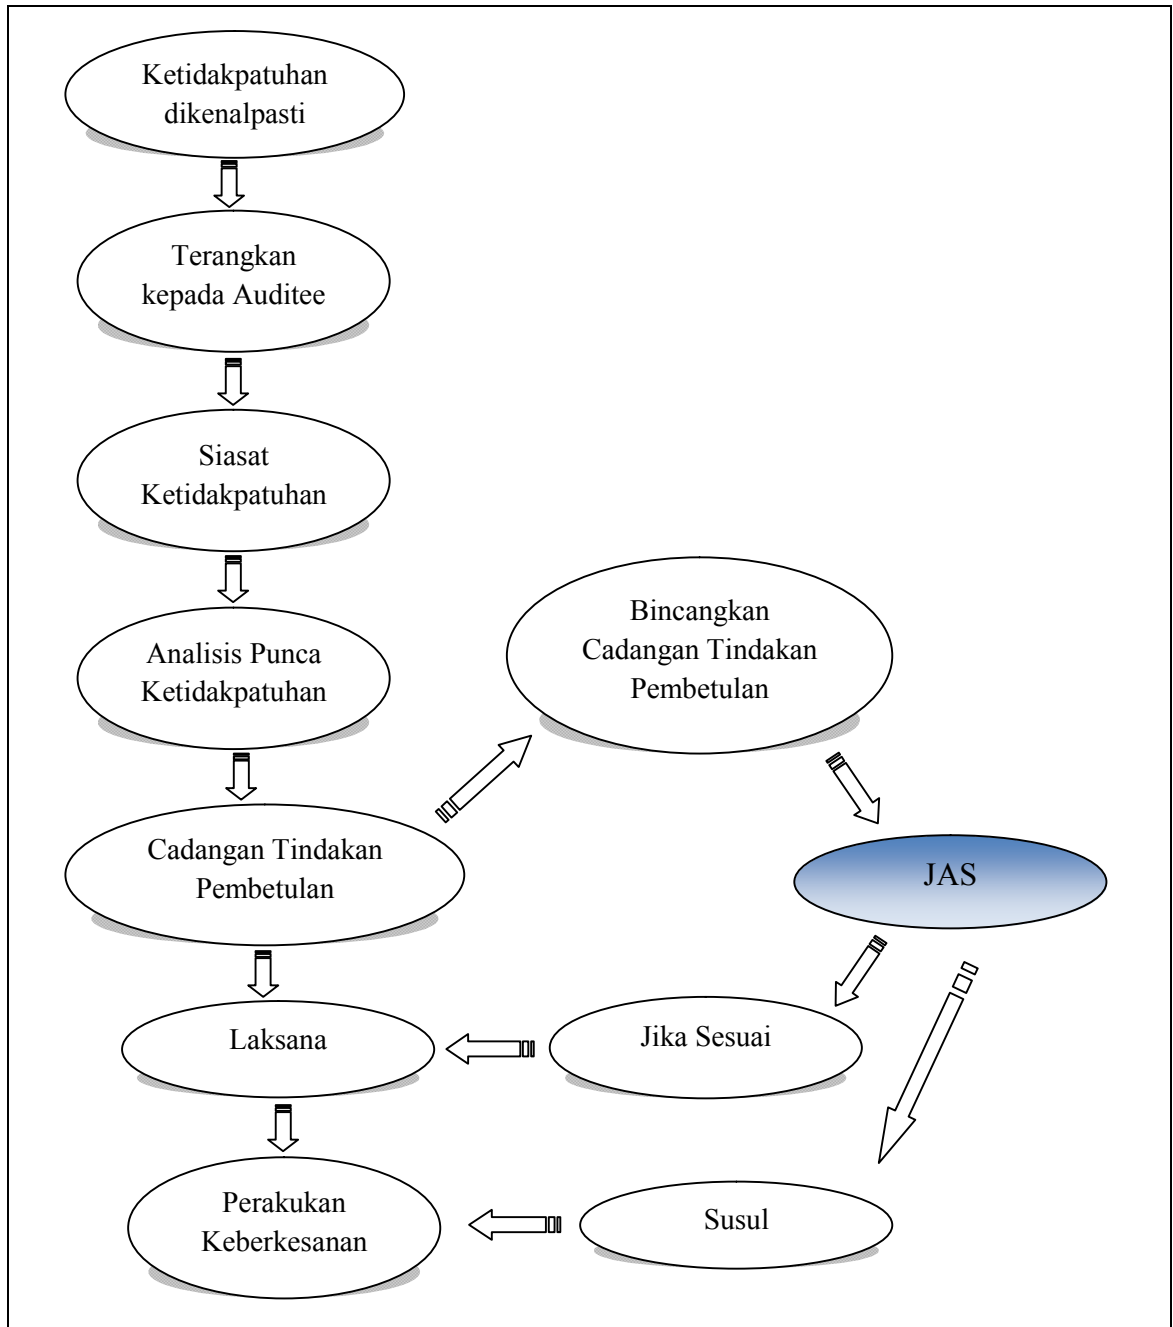 Ketidakpatuhan
dikenalpasti
Terangkan
kepada Auditee
Siasat
Ketidakpatuhan
Analisis Punca
Ketidakpatuhan
Bincangkan
Cadangan Tindakan
Pembetulan
Cadangan Tindakan
Pembetulan
JAS
Laksana
Jika Sesuai
Perakukan
Keberkesanan
Susul